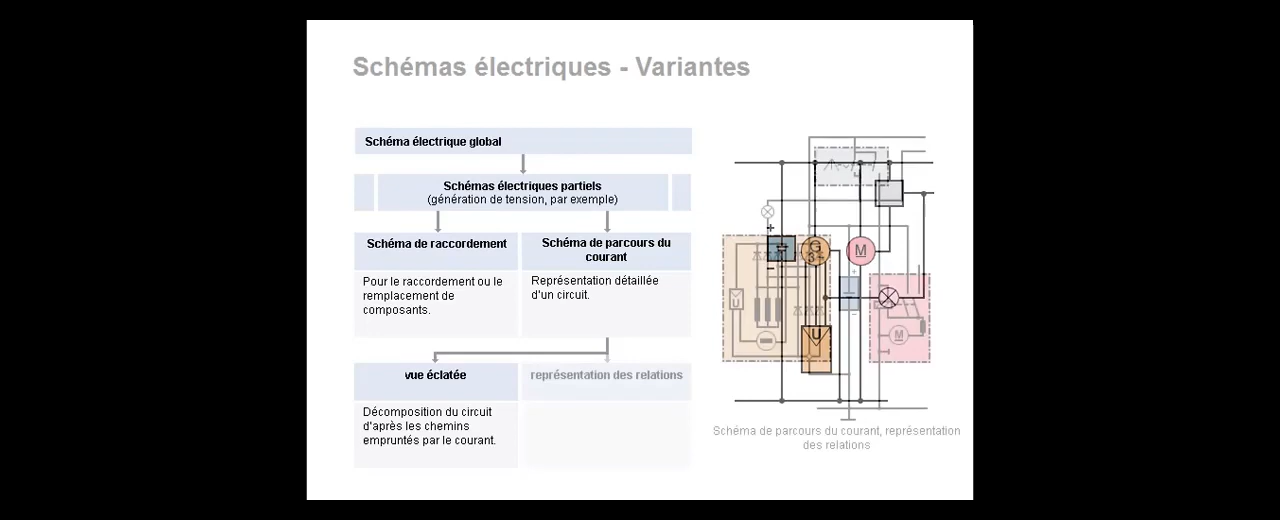 Schémas électriques - Variantes
Schéma électrique global
Schémas électriques partiels
(génération de tension, par exemple)
Schéma de raccordement
Schéma de parcours du
courant
Pour le raccordement ou le
remplacement de
composants.
Représentation détaillée
d'un circuit.
vue éclatée
représentation des relations
Décomposition du circuit
d'après les chemins
empruntés par le courant.
+
G
3~
M
U
U
M
Schéma de parcours du courant, représentation
des relations